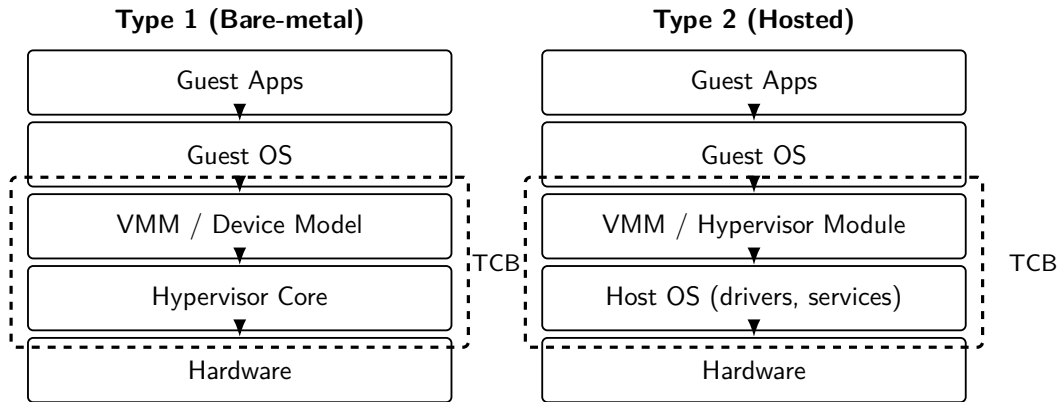 Type 1 (Bare-metal)
Guest Apps
Guest OS
VMM / Device Model
Hypervisor Core
Hardware
TCB
Type 2 (Hosted)
Guest Apps
Guest OS
VMM / Hypervisor Module
Host OS (drivers, services)
Hardware
TCB